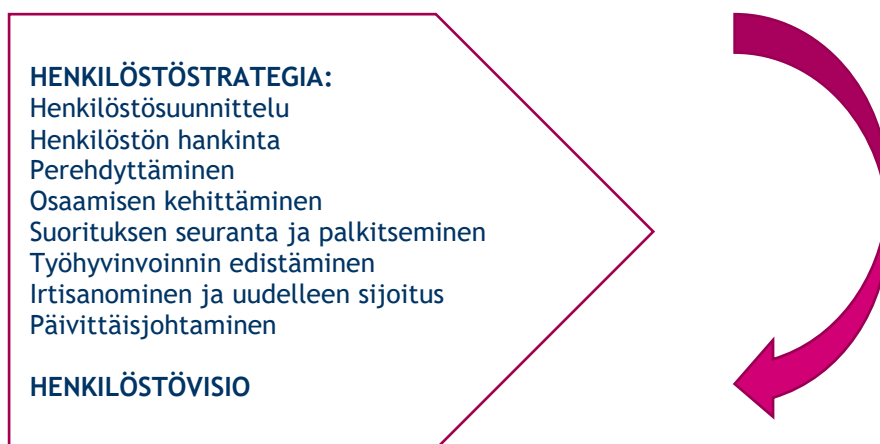 HENKILÖSTÖSTRATEGIA:
Henkilöstösuunnittelu
Henkilöstön hankinta
Perehdyttäminen
Osaamisen kehittäminen
Suorituksen seuranta ja palkitseminen
Työhyvinvoinnin edistäminen
Irtisanominen ja uudelleen sijoitus
Päivittäisjohtaminen
HENKILÖSTÖVISIO